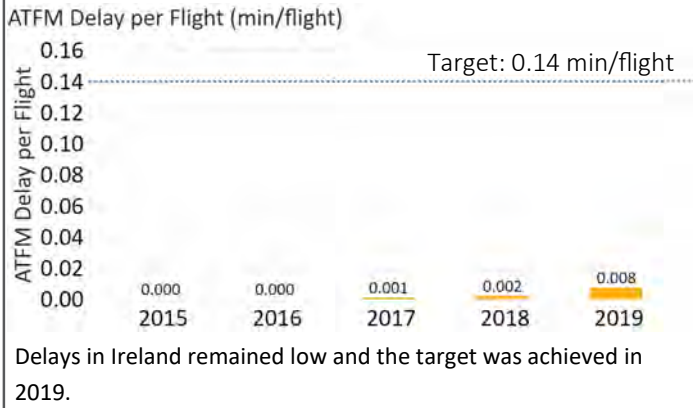 ATFM Delay per Flight (min/flight)
0.16
Target: 0.14 min/flight
0.14
0.12
0.10
0.08
0.06
0.04
0.02
0.00
ATFM Delay per Flight
0.000 0.000 0.001 0.002 0.008
2015 2016 2017 2018 2019
Delays in Ireland remained low and the target was achieved in
2019.